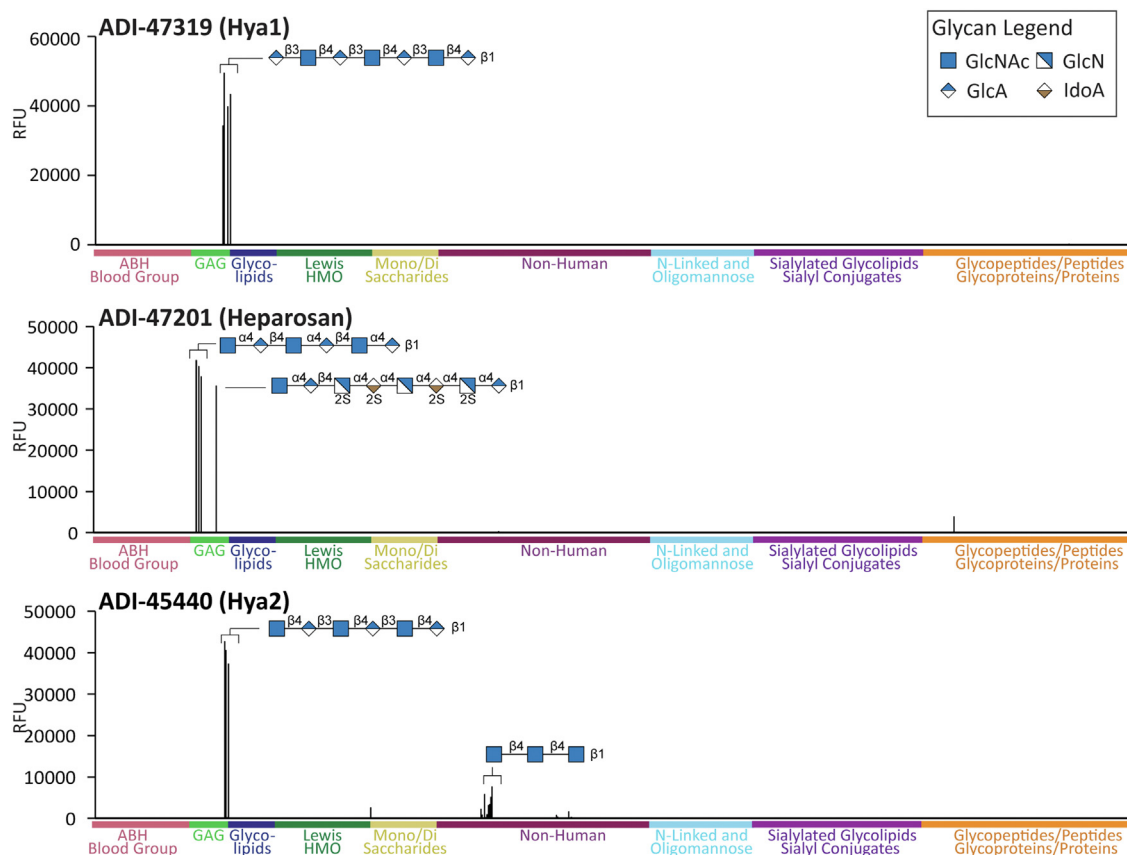 ADI-47319 (Hya1)
60000
40000
20000
0
RFU
β3 β4 β3 β4 β3 β4 β1
Glycan Legend
GlcNAc GlcN
GlcA IdoA
ABH
Blood Group
GAG
Glyco-
lipids
Lewis
HMO
Mono/Di
Saccharides
Non-Human
N-Linked and
Oligomannose
Sialylated Glycolipids
Sialyl Conjugates
Glycopeptides/Peptides
Glycoproteins/Proteins
ADI-47201 (Heparosan)
50000
40000
30000
20000
10000
0
RFU
α4 β4 α4 β4 α4 β1
α4 β4 α4 α4 α4 α4 α4 β1
2S 2S 2S 2S
ABH
Blood Group
GAG
Glyco-
lipids
Lewis
HMO
Mono/Di
Saccharides
Non-Human
N-Linked and
Oligomannose
Sialylated Glycolipids
Sialyl Conjugates
Glycopeptides/Peptides
Glycoproteins/Proteins
ADI-45440 (Hya2)
50000
40000
30000
20000
10000
0
RFU
β4 β3 β4 β3 β4 β1
β4 β4 β1
ABH
Blood Group
GAG
Glyco-
lipids
Lewis
HMO
Mono/Di
Saccharides
Non-Human
N-Linked and
Oligomannose
Sialylated Glycolipids
Sialyl Conjugates
Glycopeptides/Peptides
Glycoproteins/Proteins